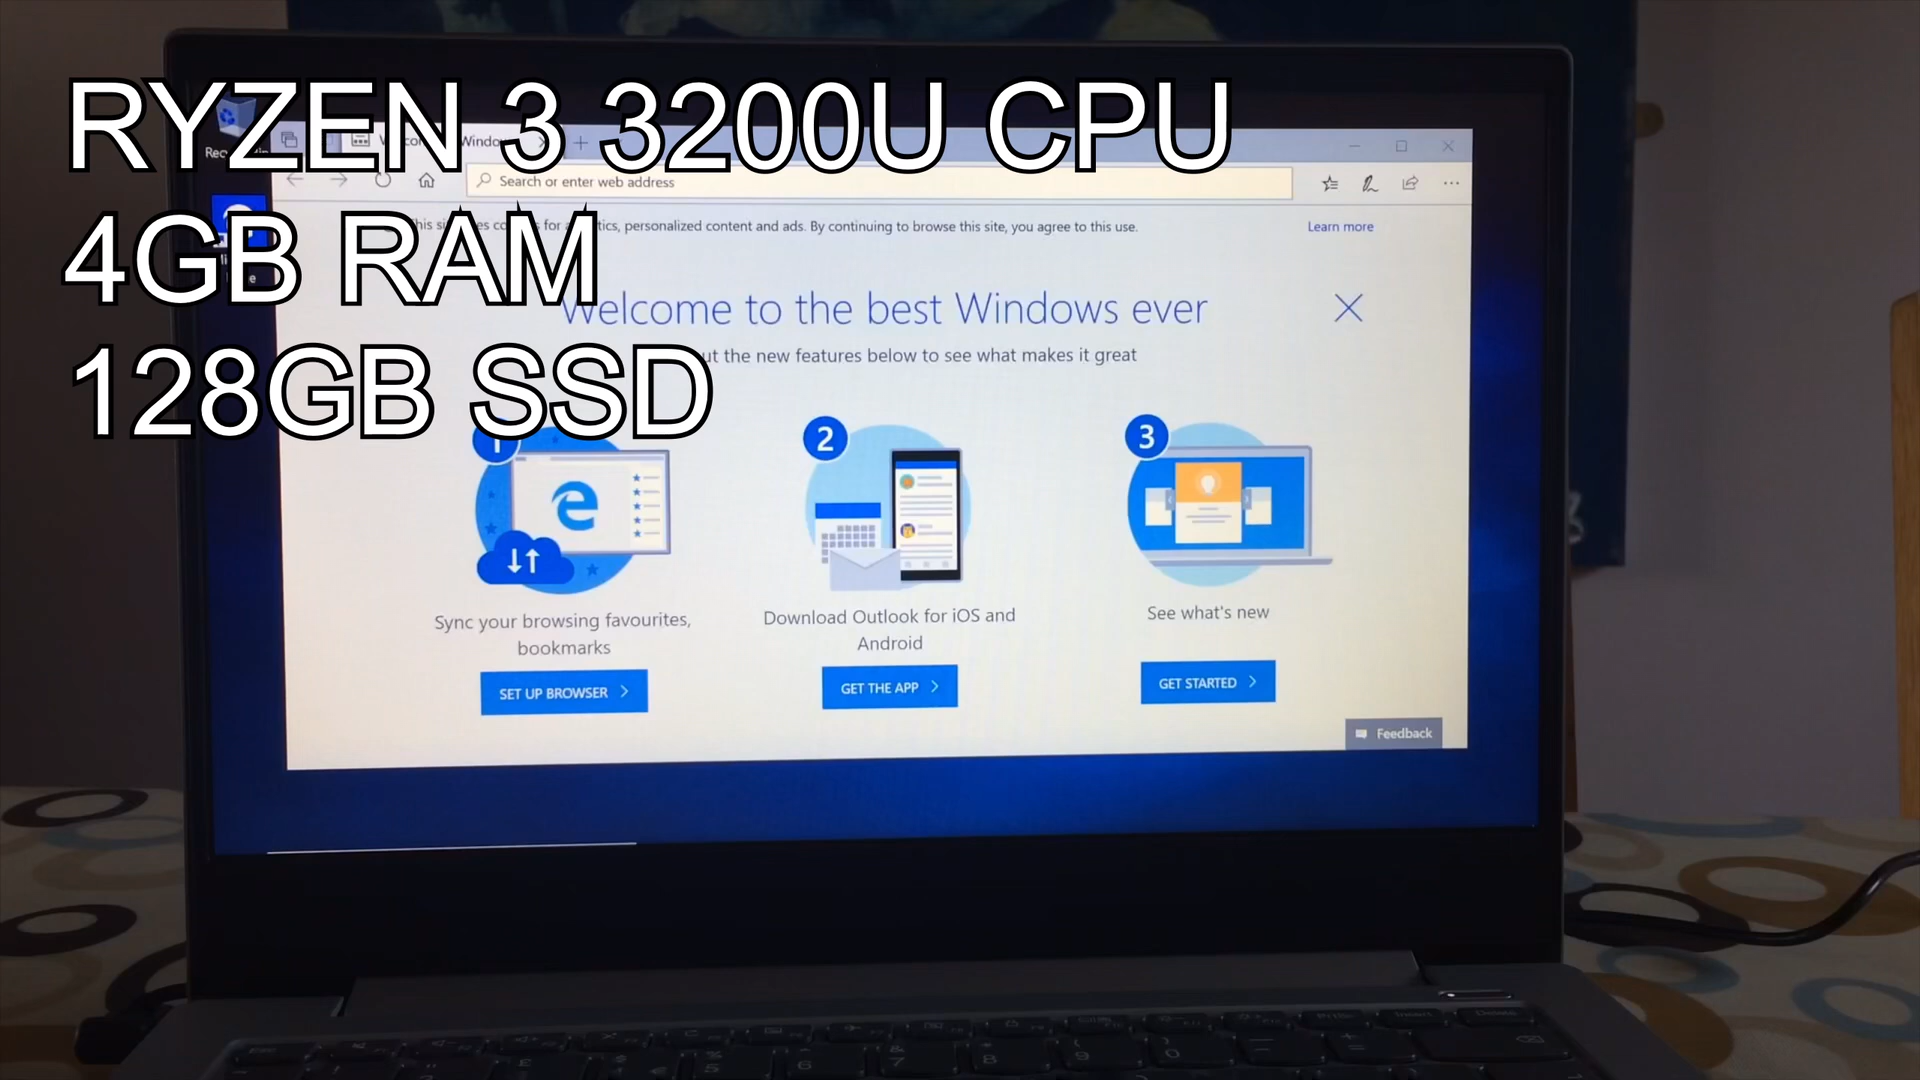 RYZEN 3 3200U CPU
4GB RAM
128GB SSD
Search or enter web address
personalized content and ads. By continuing to browse this site, you agree to this use.
Learn more
Welcome to the best Windows ever
the new features below to see what makes it great
1
2
3
Sync your browsing favourites,
bookmarks
Download Outlook for iOS and
Android
See what's new
SET UP BROWSER
GET THE APP
GET STARTED
Feedback